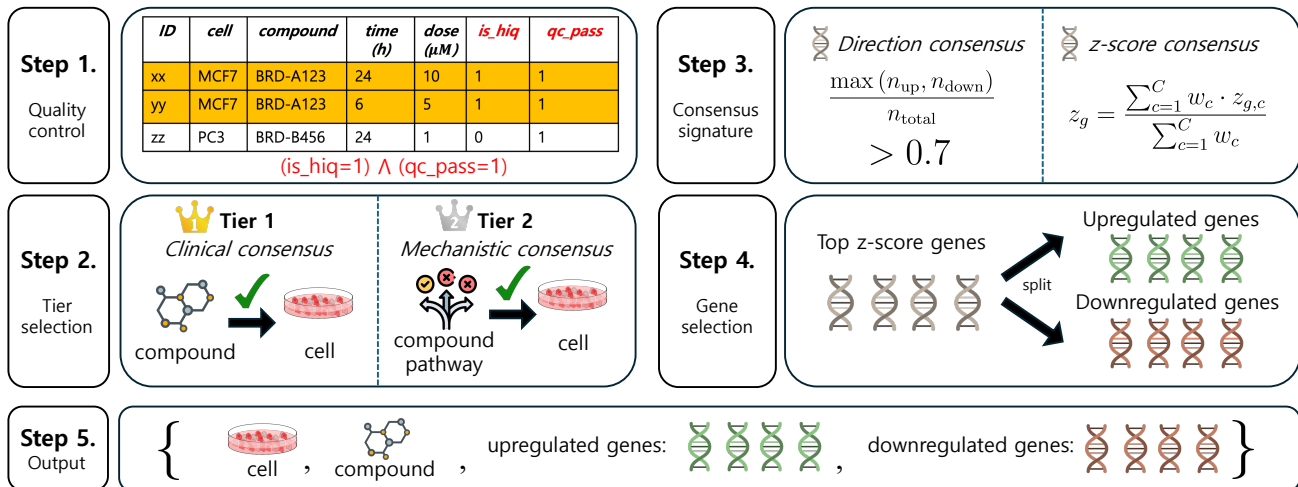 Step 1.
Quality
control
ID cell compound time (h) dose (μM) is_hiq qc_pass
xx MCF7 BRD-A123 24 10 1 1
yy MCF7 BRD-A123 6 5 1 1
zz PC3 BRD-B456 24 1 0 1
(is_hiq=1) Λ (qc_pass=1)
Step 2.
Tier
selection
1 Tier 1
Clinical consensus
compound
cell
2 Tier 2
Mechanistic consensus
compound
pathway
cell
Step 3.
Consensus
signature
Direction consensus
max (n_up, n_down) / n_total
> 0.7
z-score consensus
z_g = ∑_{c=1}^{C} w_c · z_{g,c} / ∑_{c=1}^{C} w_c
Step 4.
Gene
selection
Top z-score genes
split
Upregulated genes
Downregulated genes
Step 5.
Output
{ cell , compound , upregulated genes: , downregulated genes: }